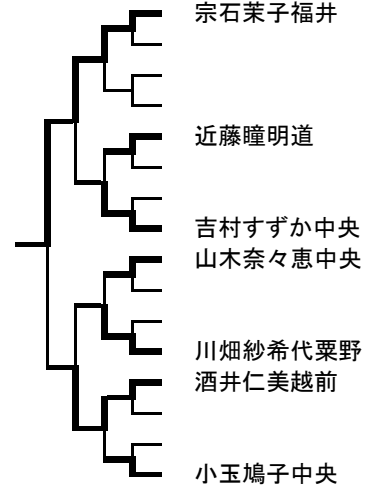 宗石茉子福井
近藤瞳明道
吉村すずか中央
山木奈々恵中央
川畑紗希代粟野
酒井仁美越前
小玉鳩子中央